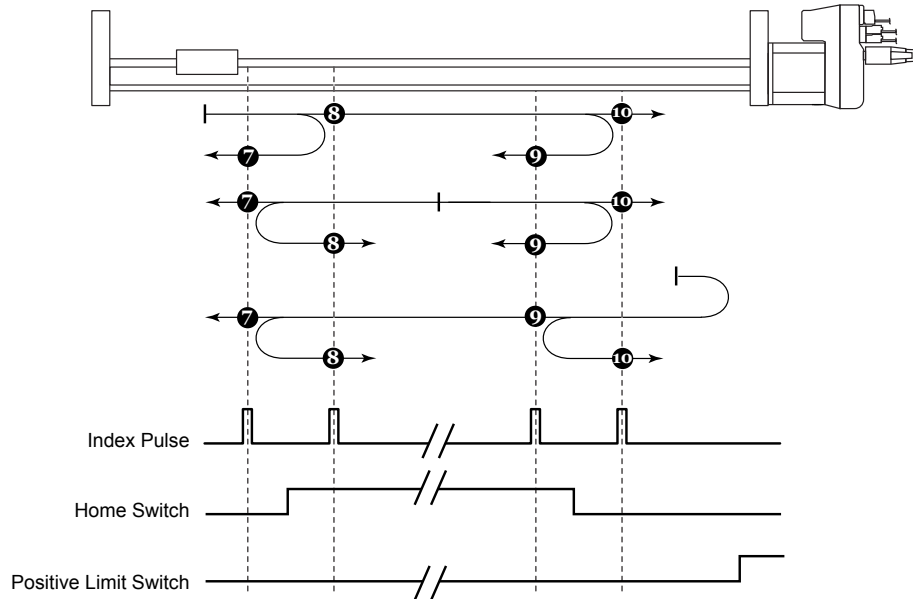 8 10
7 9
7 10
8 9
7 9
8 10
Index Pulse
Home Switch
Positive Limit Switch